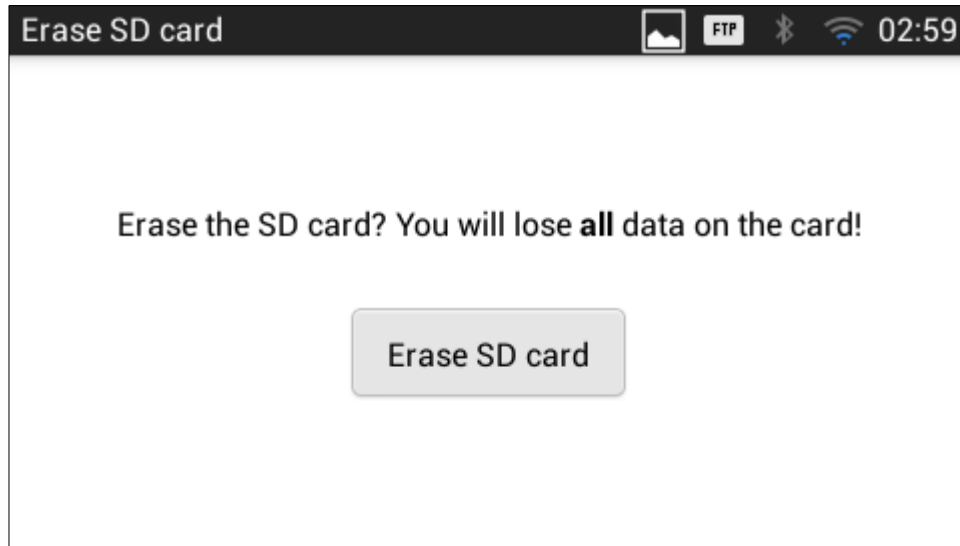 Erase SD card FTP 02:59
Erase the SD card? You will lose all data on the card!
Erase SD card